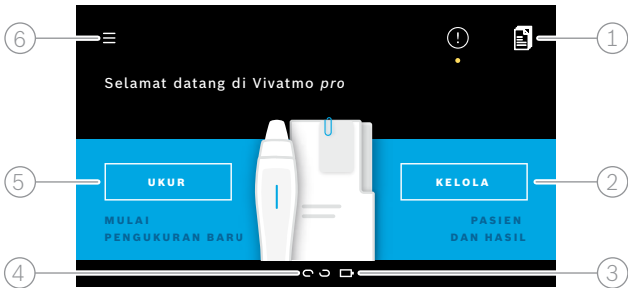 6
1
Selamat datang di Vivatmo pro
5
UKUR
KELOLA
2
MULAI
PENGUKURAN BARU
PASIEN
DAN HASIL
4
3